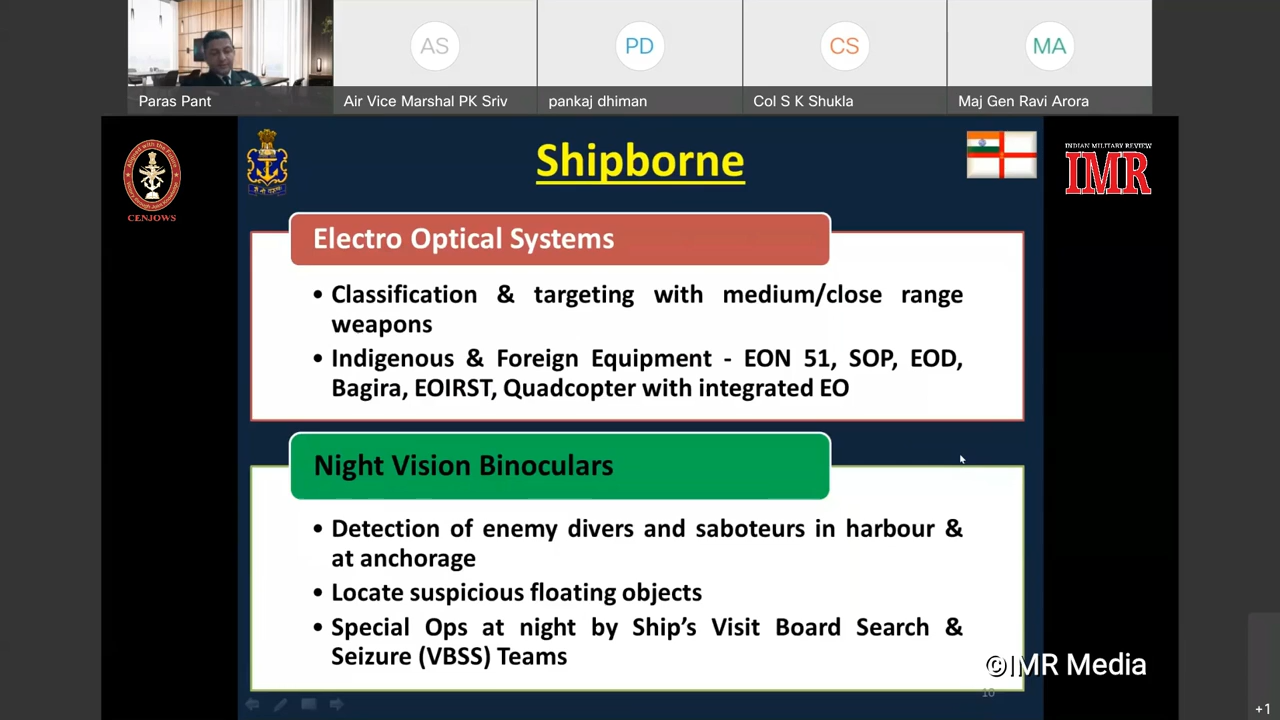 AS
PD
CS
MA
Paras Pant
Air Vice Marshal PK Sriv
pankaj dhiman
Col S K Shukla
Maj Gen Ravi Arora
Shipborne
CENJOWS
INDIAN MILITARY REVIEW
IMR
Electro Optical Systems
• Classification & targeting with medium/close range
weapons
• Indigenous & Foreign Equipment - EON 51, SOP, EOD,
Bagira, EOIRST, Quadcopter with integrated EO
Night Vision Binoculars
• Detection of enemy divers and saboteurs in harbour &
at anchorage
• Locate suspicious floating objects
• Special Ops at night by Ship's Visit Board Search &
Seizure (VBSS) Teams
©IMR Media
10
+1